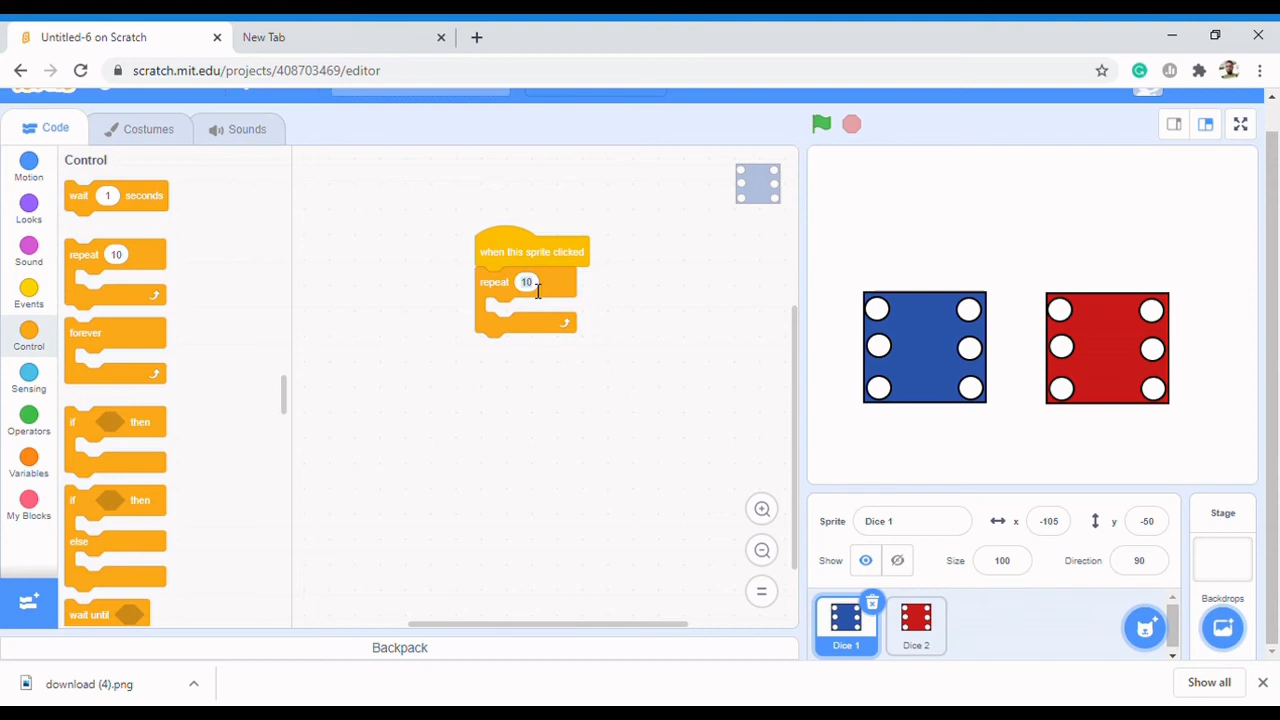 Untitled-6 on Scratch
New Tab
scratch.mit.edu/projects/408703469/editor
Code
Costumes
Sounds
Motion
Looks
Sound
Events
Control
Sensing
Operators
Variables
My Blocks
Control
wait 1 seconds
repeat 10
forever
if then
if then
else
wait until
when this sprite clicked
repeat 10
Sprite Dice 1 x -105 y -50
Show Size 100 Direction 90
Dice 1
Dice 2
Stage
Backdrops
Backpack
download (4).png
Show all